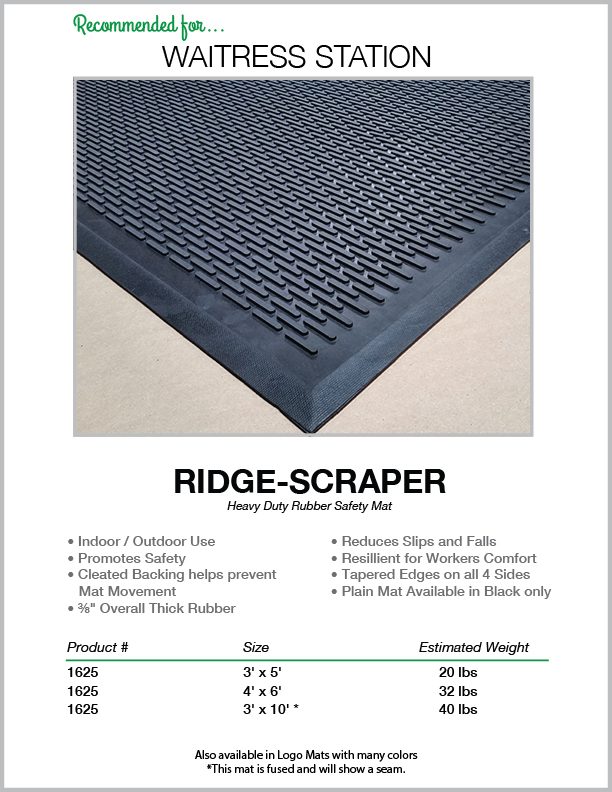 Recommended for...
WAITRESS STATION
RIDGE-SCRAPER
Heavy Duty Rubber Safety Mat
• Indoor / Outdoor Use
• Promotes Safety
• Cleated Backing helps prevent
Mat Movement
• ⅜" Overall Thick Rubber
• Reduces Slips and Falls
• Resillient for Workers Comfort
• Tapered Edges on all 4 Sides
• Plain Mat Available in Black only
Product # Size Estimated Weight
1625 3' x 5' 20 lbs
1625 4' x 6' 32 lbs
1625 3' x 10' * 40 lbs
Also available in Logo Mats with many colors
*This mat is fused and will show a seam.